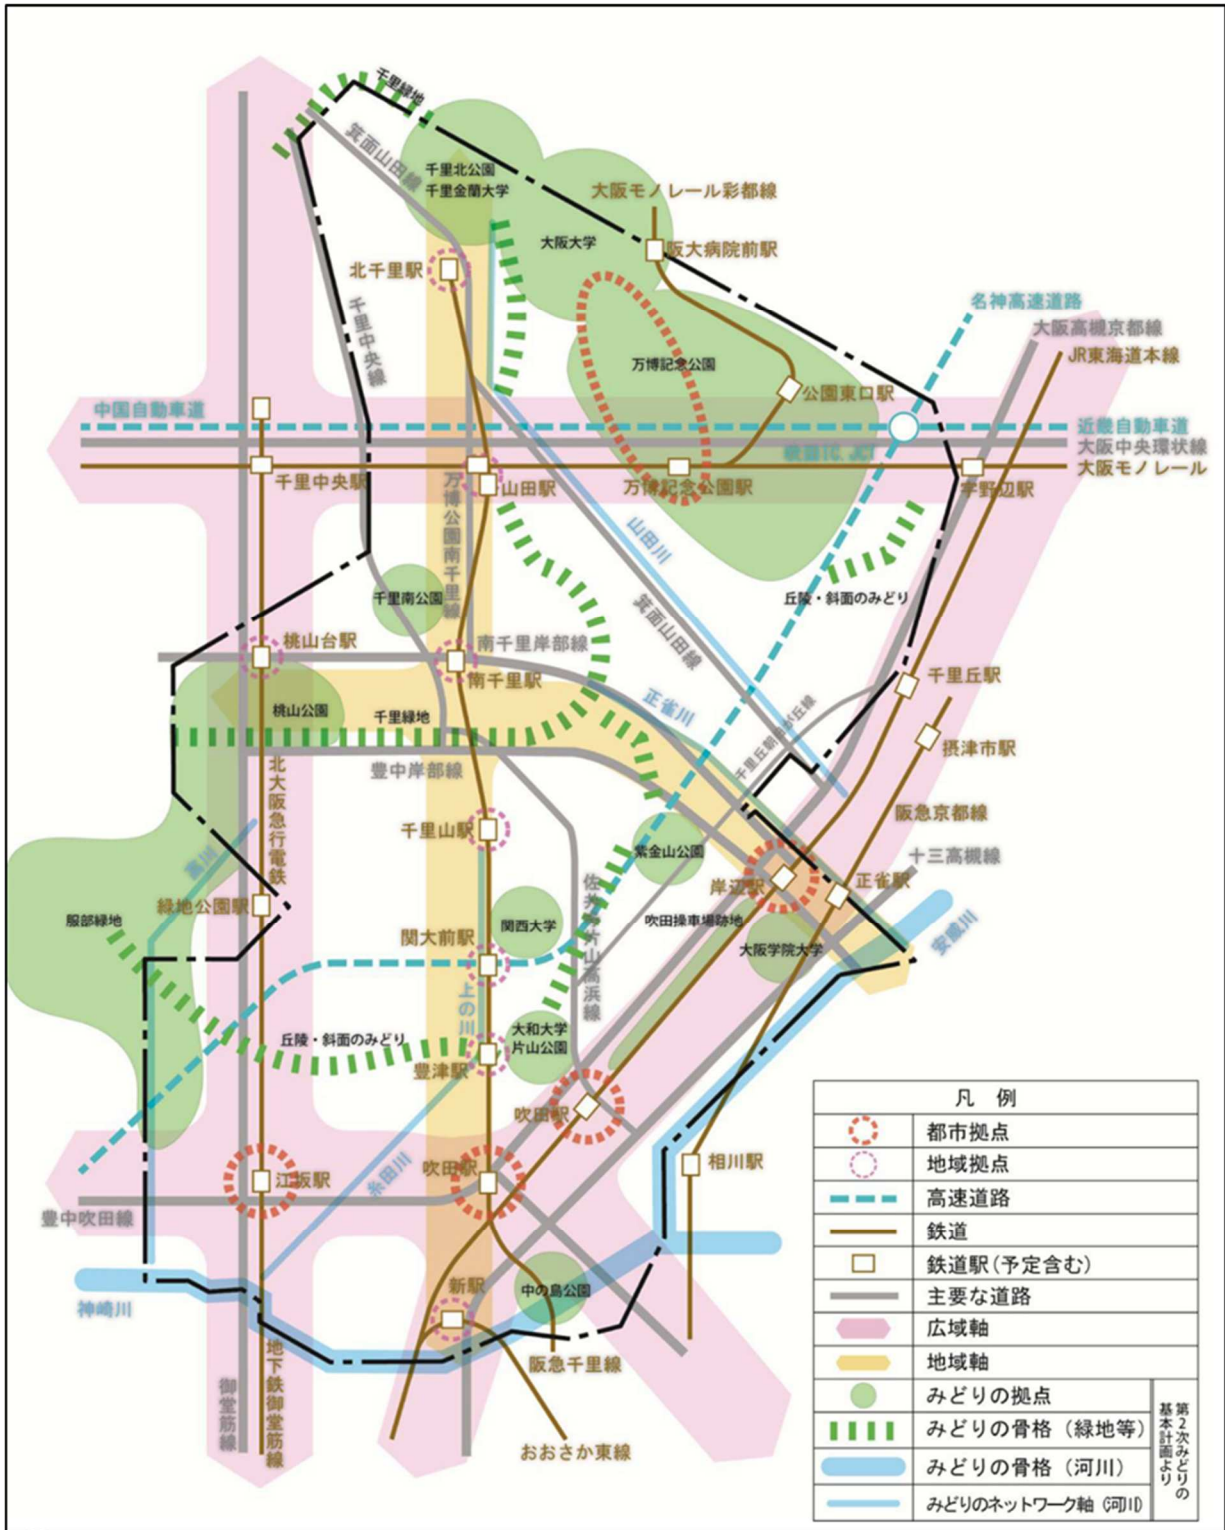 千里緑地
箕面山田線
千里北公園
千里金蘭大学
大阪モノレール彩都線
大阪大学
阪大病院前駅
北千里駅
千里中央線
名神高速道路
大阪高槻京都線
JR東海道本線
万博記念公園
公園東口駅
中国自動車道
近畿自動車道
大阪中央環状線
大阪モノレール
千里中央駅
山田駅
万博記念公園駅
宇野辺駅
万博公園南千里線
山田川
千里南公園
箕面山田線
丘陵・斜面のみどり
桃山台駅
南千里岸部線
南千里駅
千里丘駅
正雀川
桃山公園
千里緑地
摂津市駅
豊中岸部線
北大阪急行電鉄
千里山駅
阪急京都線
十三高槻線
高川
紫金山公園
岸辺駅
正雀駅
緑地公園駅
服部緑地
関西大学
吹田操車場跡地
関大前駅
大阪学院大学
安威川
上の川
大和大学
片山公園
丘陵・斜面のみどり
豊津駅
吹田駅
相川駅
江坂駅
吹田駅
糸田川
豊中吹田線
新駅
中の島公園
神崎川
阪急千里線
御堂筋線
地下鉄御堂筋線
おおさか東線
凡 例
都市拠点
地域拠点
高速道路
鉄道
鉄道駅(予定含む)
主要な道路
広域軸
地域軸
みどりの拠点
みどりの骨格(緑地等)
みどりの骨格(河川)
みどりのネットワーク軸(河川)
第2次みどりの
基本計画より